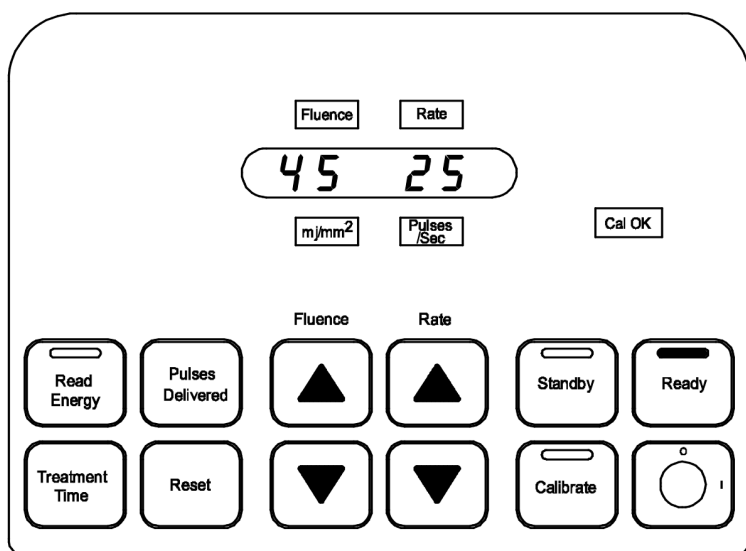 Fluence Rate
45 25
mj/mm²
Pulses
/Sec
Cal OK
Fluence Rate
Read
Energy
Pulses
Delivered
Standby
Ready
Treatment
Time
Reset
Calibrate
O
I